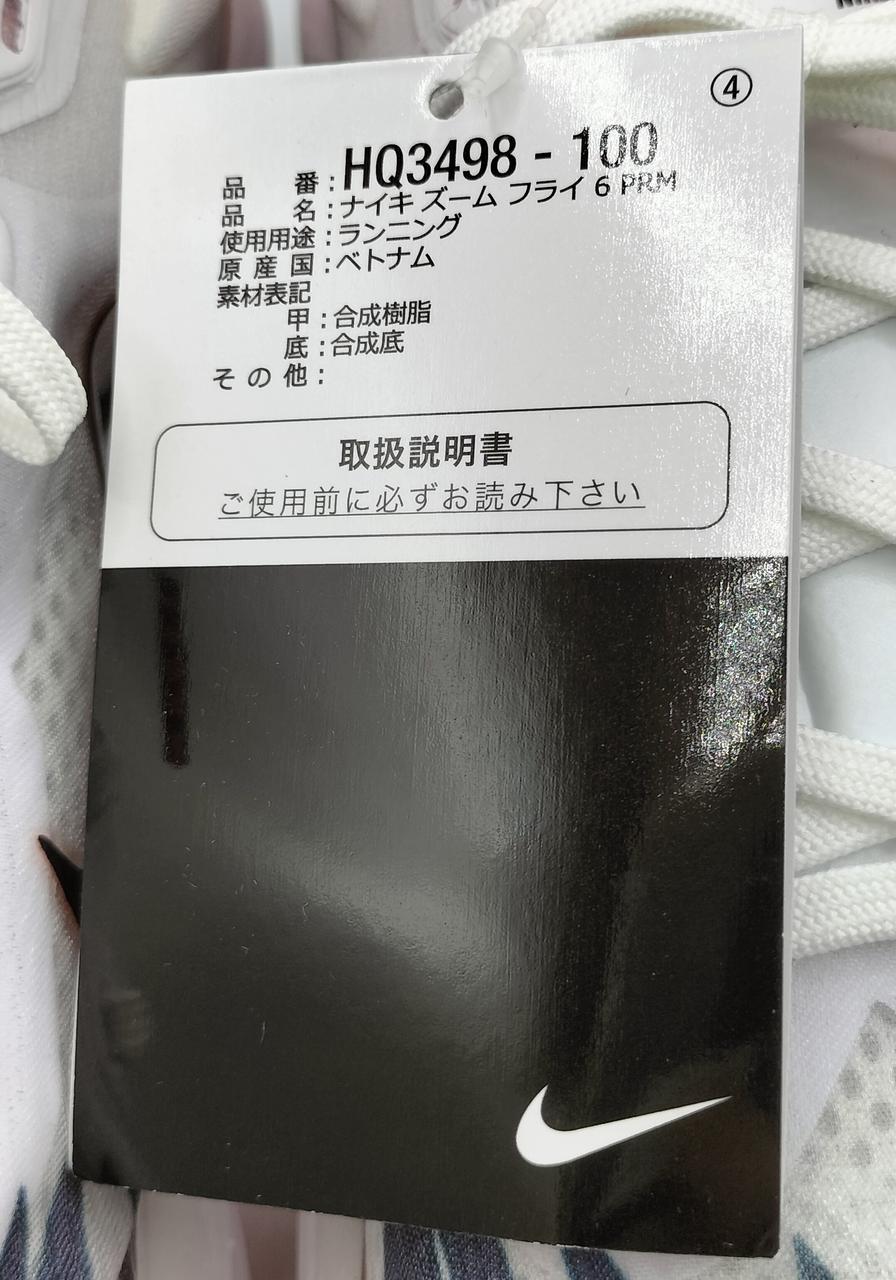 ④
品 番:HQ3498 - 100
品 名:ナイキ ズーム フライ 6 PRM
使用用途:ランニング
原産国:ベトナム
素材表記
甲:合成樹脂
底:合成底
その他:
取扱説明書
ご使用前に必ずお読み下さい